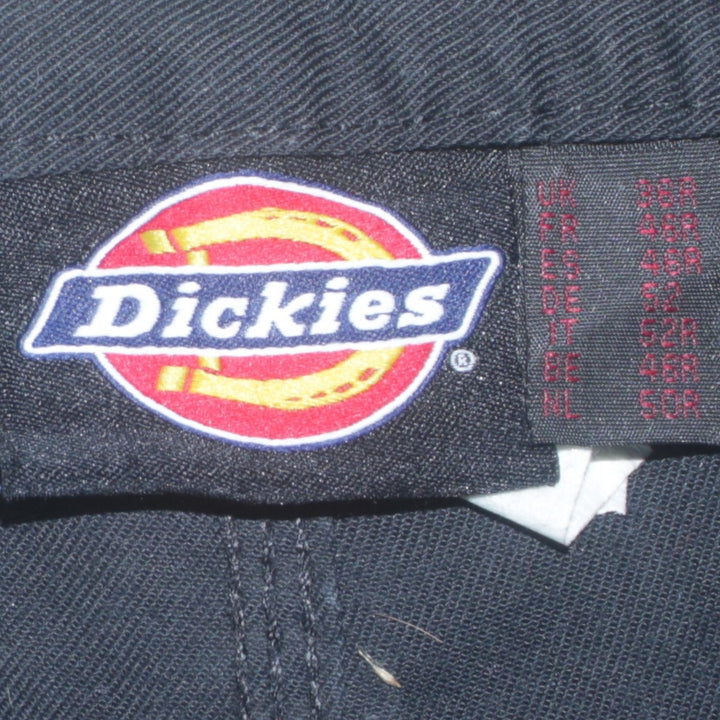 Dickies
®
UK 36R
FR 46R
ES 46R
DE 52
IT 52R
BE 46R
NL 50R